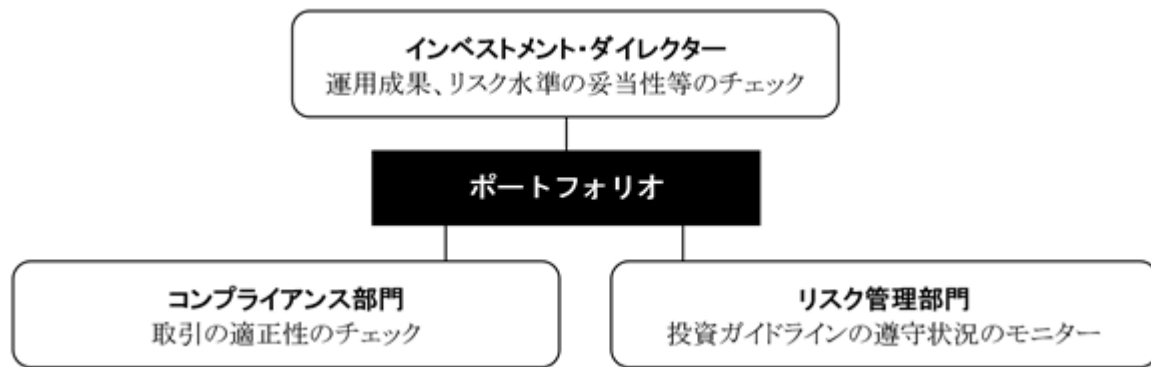 インベストメント・ダイレクター
運用成果、リスク水準の妥当性等のチェック
ポートフォリオ
コンプライアンス部門
取引の適正性のチェック
リスク管理部門
投資ガイドラインの遵守状況のモニター